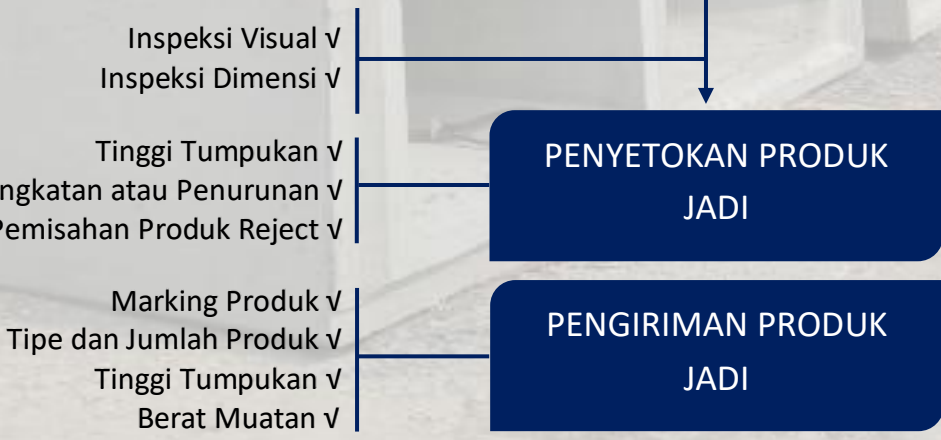 Inspeksi Visual √
Inspeksi Dimensi √
Tinggi Tumpukan √
atau Penurunan √
Pemisahan Produk Reject √
Marking Produk √
Tipe dan Jumlah Produk √
Tinggi Tumpukan √
Berat Muatan √
PENYETOKAN PRODUK
JADI
PENGIRIMAN PRODUK
JADI